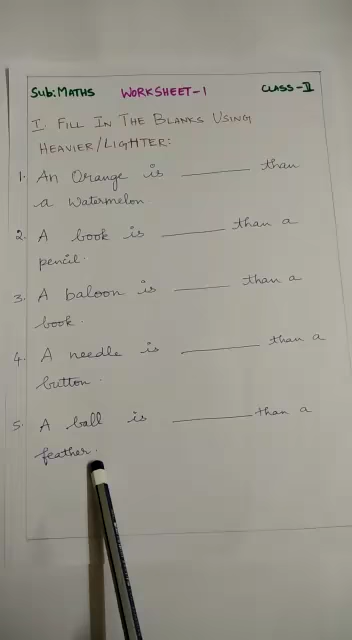 Sub: MATHS WORKSHEET-1 CLASS-II
I. FILL IN THE BLANKS USING
HEAVIER/LIGHTER:
1. An Orange is ________ than
a Watermelon
2. A book is ________ than a
pencil.
3. A baloon is ________ than a
book.
4. A needle is ________ than a
button.
5. A ball is ________ than a
feather.